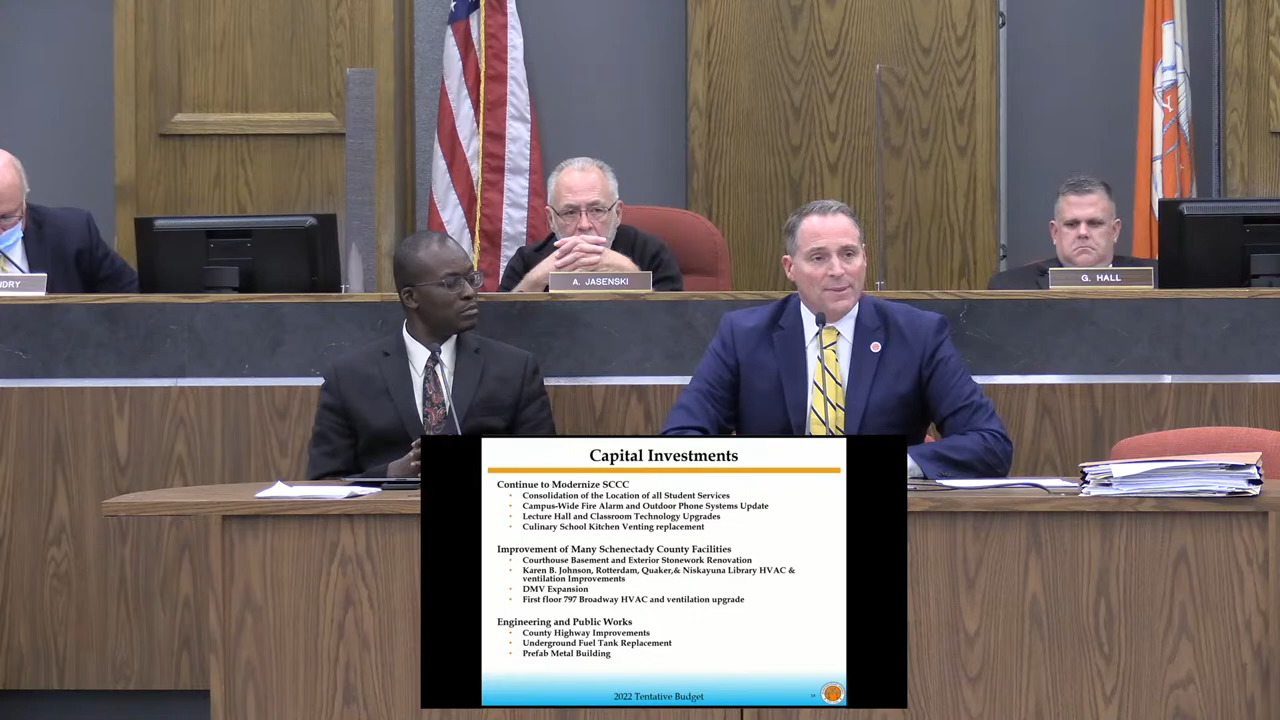 DRY
A. JASENSKI
G. HALL
Capital Investments
Continue to Modernize SCCC
• Consolidation of the Location of all Student Services
• Campus-Wide Fire Alarm and Outdoor Phone Systems Update
• Lecture Hall and Classroom Technology Upgrades
• Culinary School Kitchen Venting replacement
Improvement of Many Schenectady County Facilities
• Courthouse Basement and Exterior Stonework Renovation
• Karen B. Johnson, Rotterdam, Quaker,& Niskayuna Library HVAC &
ventilation Improvements
• DMV Expansion
• First floor 797 Broadway HVAC and ventilation upgrade
Engineering and Public Works
• County Highway Improvements
• Underground Fuel Tank Replacement
• Prefab Metal Building
2022 Tentative Budget